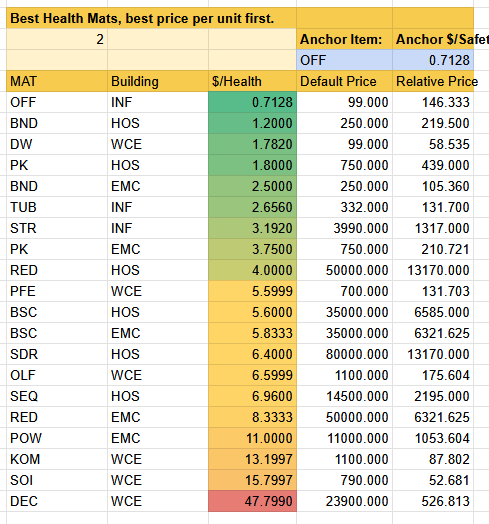 Best Health Mats, best price per unit first.
2 Anchor Item: Anchor $/Safet
OFF 0.7128
MAT Building $/Health Default Price Relative Price
OFF INF 0.7128 99.000 146.333
BND HOS 1.2000 250.000 219.500
DW WCE 1.7820 99.000 58.535
PK HOS 1.8000 750.000 439.000
BND EMC 2.5000 250.000 105.360
TUB INF 2.6560 332.000 131.700
STR INF 3.1920 3990.000 1317.000
PK EMC 3.7500 750.000 210.721
RED HOS 4.0000 50000.000 13170.000
PFE WCE 5.5999 700.000 131.703
BSC HOS 5.6000 35000.000 6585.000
BSC EMC 5.8333 35000.000 6321.625
SDR HOS 6.4000 80000.000 13170.000
OLF WCE 6.5999 1100.000 175.604
SEQ HOS 6.9600 14500.000 2195.000
RED EMC 8.3333 50000.000 6321.625
POW EMC 11.0000 11000.000 1053.604
KOM WCE 13.1997 1100.000 87.802
SOI WCE 15.7997 790.000 52.681
DEC WCE 47.7990 23900.000 526.813